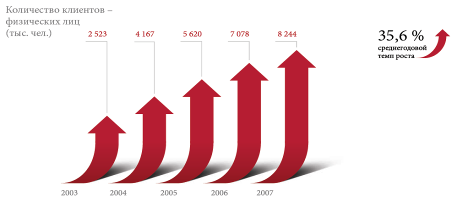 Количество клиентов –
физических лиц
(тыс. чел.)
2 523 4 167 5 620 7 078 8 244
35,6 %
среднегодовой
темп роста
2003 2004 2005 2006 2007